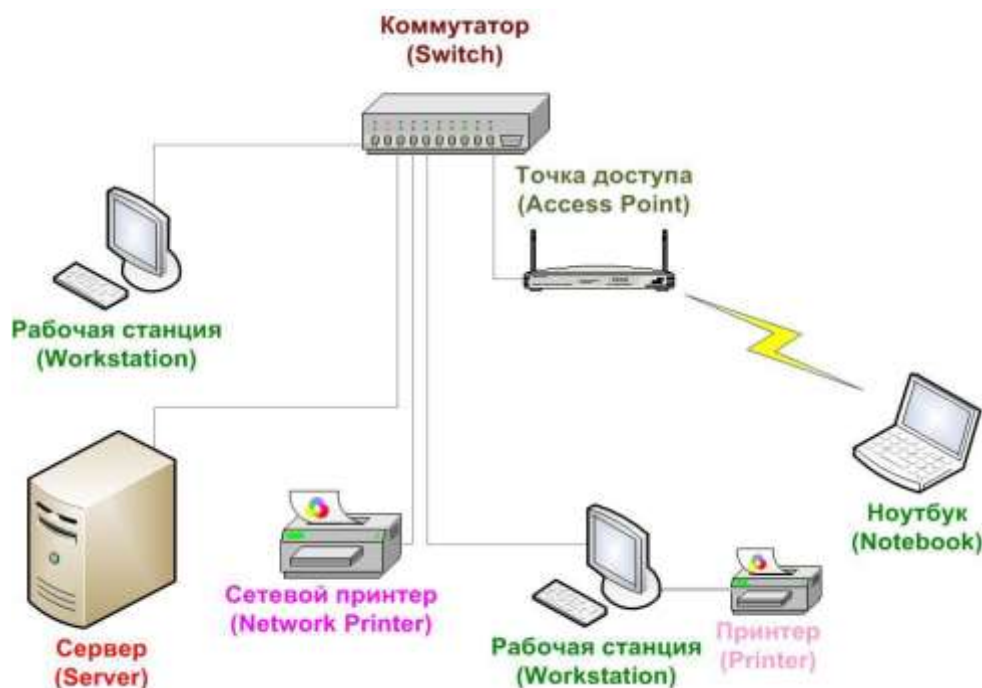 Коммутатор
(Switch)
Точка доступа
(Access Point)
Рабочая станция
(Workstation)
Ноутбук
(Notebook)
Сетевой принтер
(Network Printer)
Сервер
(Server)
Рабочая станция
(Workstation)
Принтер
(Printer)